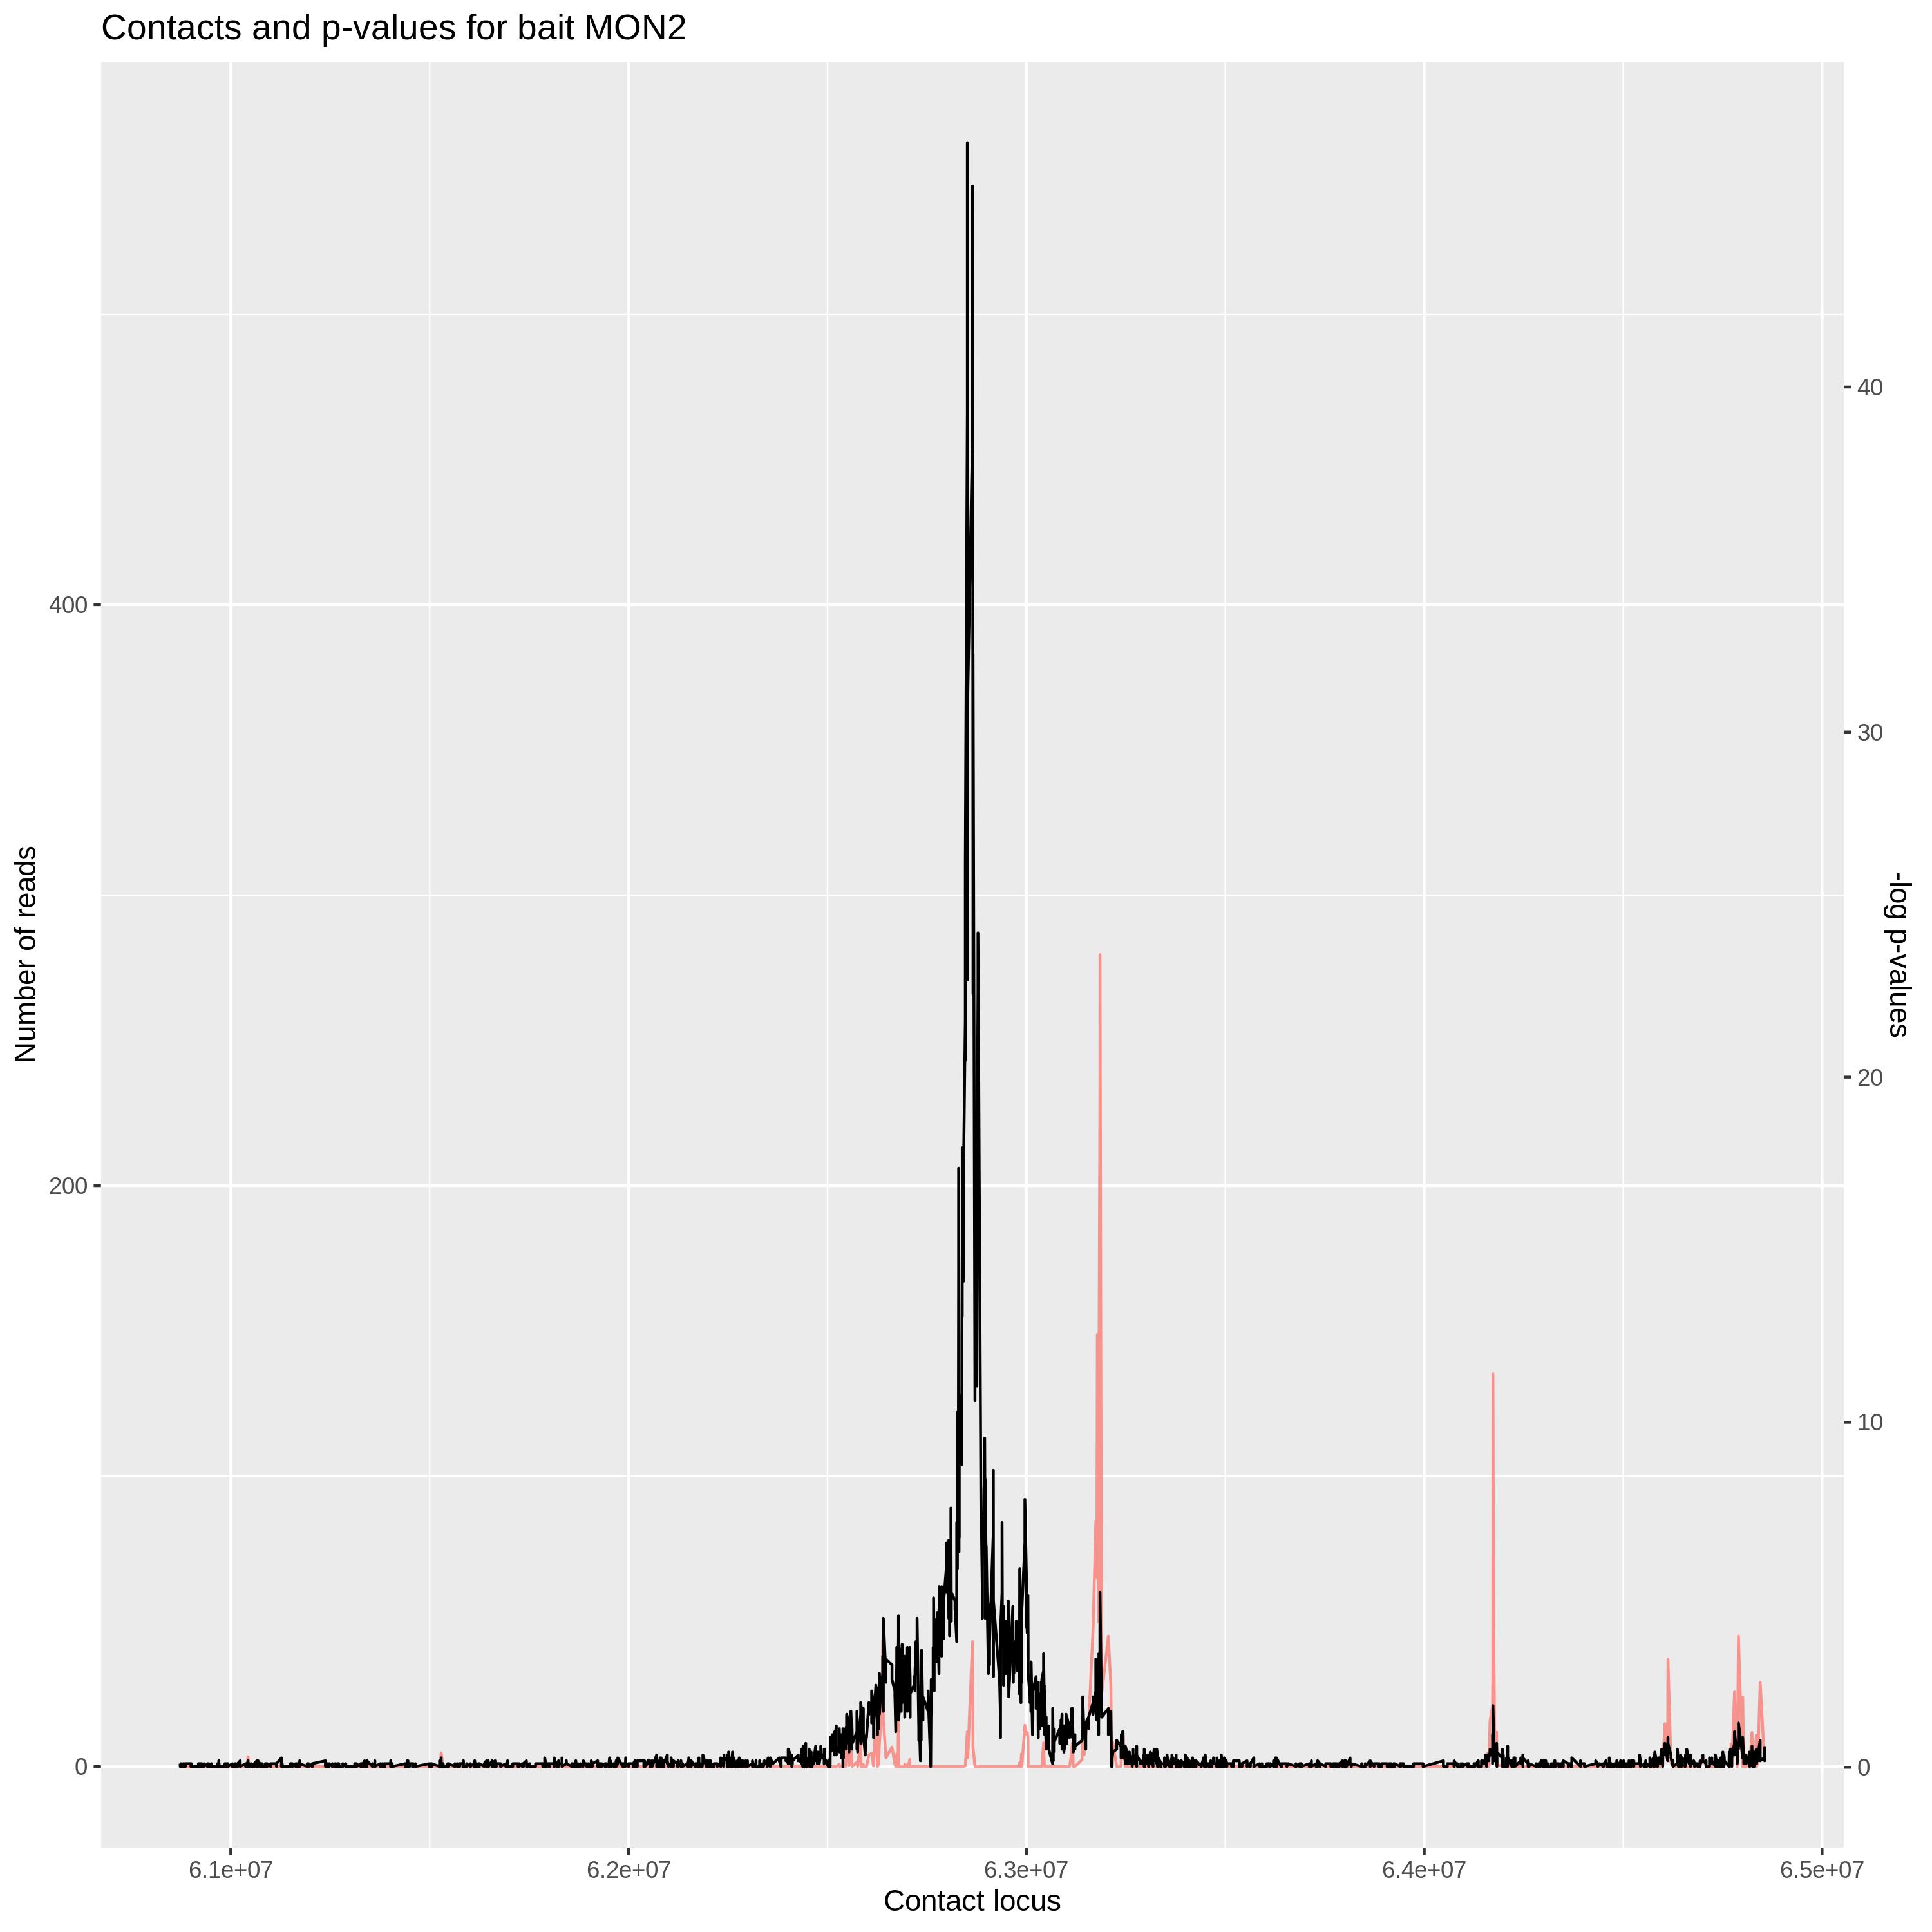 Contacts and p-values for bait MON2
Number of reads
400
200
0
40
30
20
10
0
-log p-values
6.1e+07
6.2e+07
6.3e+07
6.4e+07
6.5e+07
Contact locus